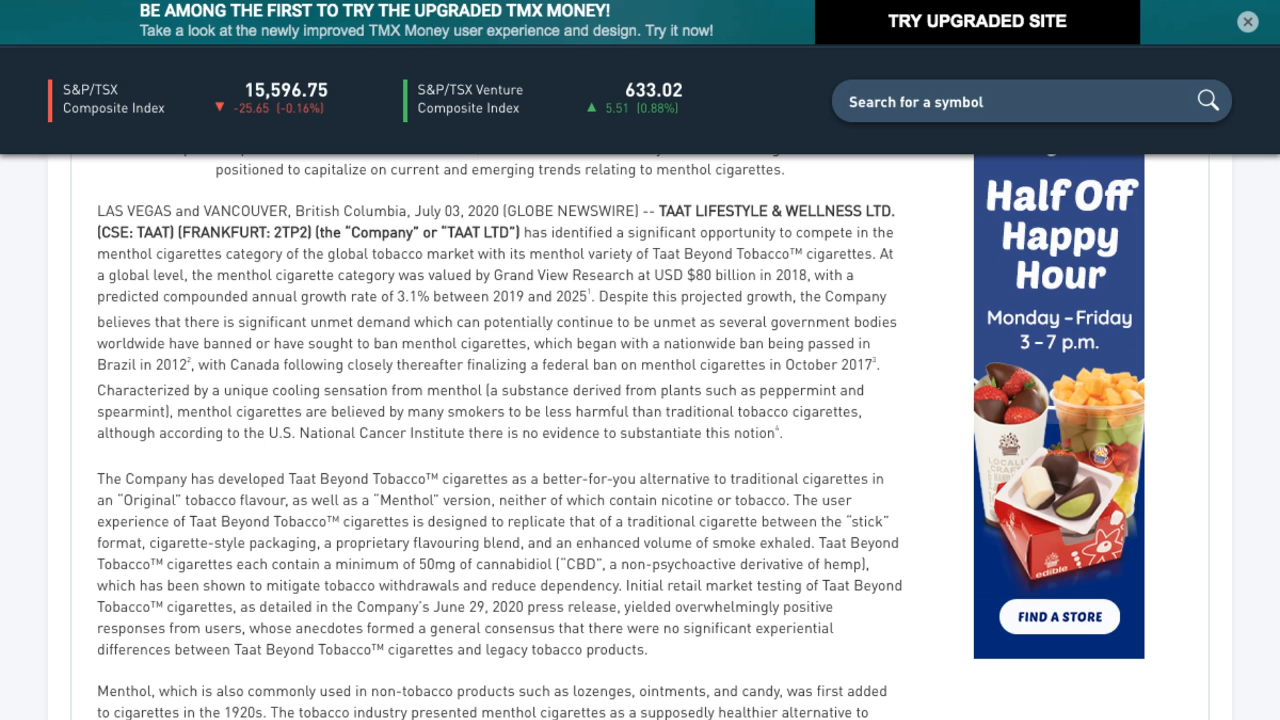 BE AMONG THE FIRST TO TRY THE UPGRADED TMX MONEY!
Take a look at the newly improved TMX Money user experience and design. Try it now!
TRY UPGRADED SITE
S&P/TSX
Composite Index
15,596.75
▼ -25.65 (-0.16%)
S&P/TSX Venture
Composite Index
633.02
▲ 5.51 (0.88%)
Search for a symbol
positioned to capitalize on current and emerging trends relating to menthol cigarettes.
LAS VEGAS and VANCOUVER, British Columbia, July 03, 2020 (GLOBE NEWSWIRE) -- TAAT LIFESTYLE & WELLNESS LTD.
(CSE: TAAT) (FRANKFURT: 2TP2) (the “Company” or “TAAT LTD”) has identified a significant opportunity to compete in the
menthol cigarettes category of the global tobacco market with its menthol variety of Taat Beyond Tobacco™ cigarettes. At
a global level, the menthol cigarette category was valued by Grand View Research at USD $80 billion in 2018, with a
predicted compounded annual growth rate of 3.1% between 2019 and 2025¹. Despite this projected growth, the Company
believes that there is significant unmet demand which can potentially continue to be unmet as several government bodies
worldwide have banned or have sought to ban menthol cigarettes, which began with a nationwide ban being passed in
Brazil in 2012², with Canada following closely thereafter finalizing a federal ban on menthol cigarettes in October 2017³.
Characterized by a unique cooling sensation from menthol (a substance derived from plants such as peppermint and
spearmint), menthol cigarettes are believed by many smokers to be less harmful than traditional tobacco cigarettes,
although according to the U.S. National Cancer Institute there is no evidence to substantiate this notion⁴.
The Company has developed Taat Beyond Tobacco™ cigarettes as a better-for-you alternative to traditional cigarettes in
an “Original” tobacco flavour, as well as a “Menthol” version, neither of which contain nicotine or tobacco. The user
experience of Taat Beyond Tobacco™ cigarettes is designed to replicate that of a traditional cigarette between the “stick”
format, cigarette-style packaging, a proprietary flavouring blend, and an enhanced volume of smoke exhaled. Taat Beyond
Tobacco™ cigarettes each contain a minimum of 50mg of cannabidiol (“CBD”, a non-psychoactive derivative of hemp),
which has been shown to mitigate tobacco withdrawals and reduce dependency. Initial retail market testing of Taat Beyond
Tobacco™ cigarettes, as detailed in the Company’s June 29, 2020 press release, yielded overwhelmingly positive
responses from users, whose anecdotes formed a general consensus that there were no significant experiential
differences between Taat Beyond Tobacco™ cigarettes and legacy tobacco products.
Menthol, which is also commonly used in non-tobacco products such as lozenges, ointments, and candy, was first added
to cigarettes in the 1920s. The tobacco industry presented menthol cigarettes as a supposedly healthier alternative to
Half Off
Happy
Hour
Monday – Friday
3 – 7 p.m.
edible
FIND A STORE